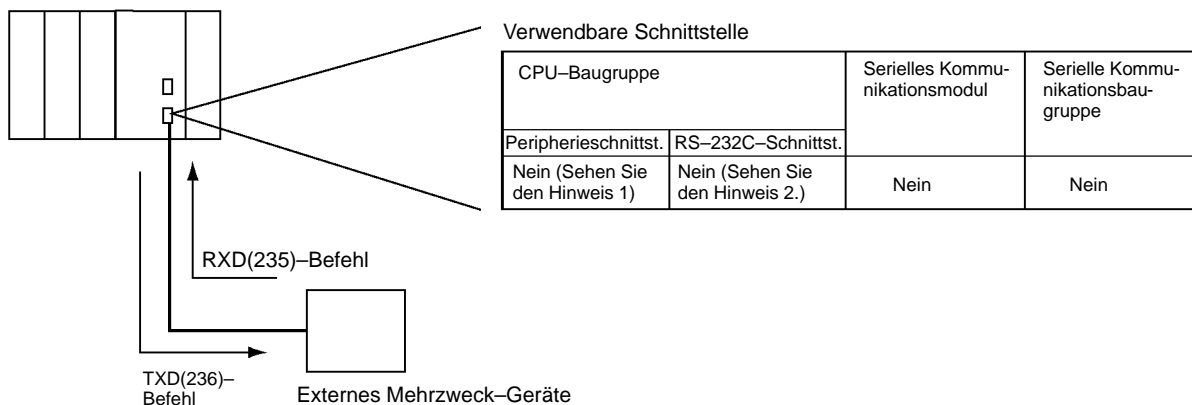 Verwendbare Schnittstelle
CPU–Baugruppe
Serielles Kommu-
nikationsmodul
Serielle Kommu-
nikationsbau-
gruppe
Peripherieschnittst.
RS–232C–Schnittst.
Nein (Sehen Sie
den Hinweis 1)
Nein (Sehen Sie
den Hinweis 2.)
Nein
Nein
RXD(235)–Befehl
TXD(236)–
Befehl
Externes Mehrzweck–Geräte